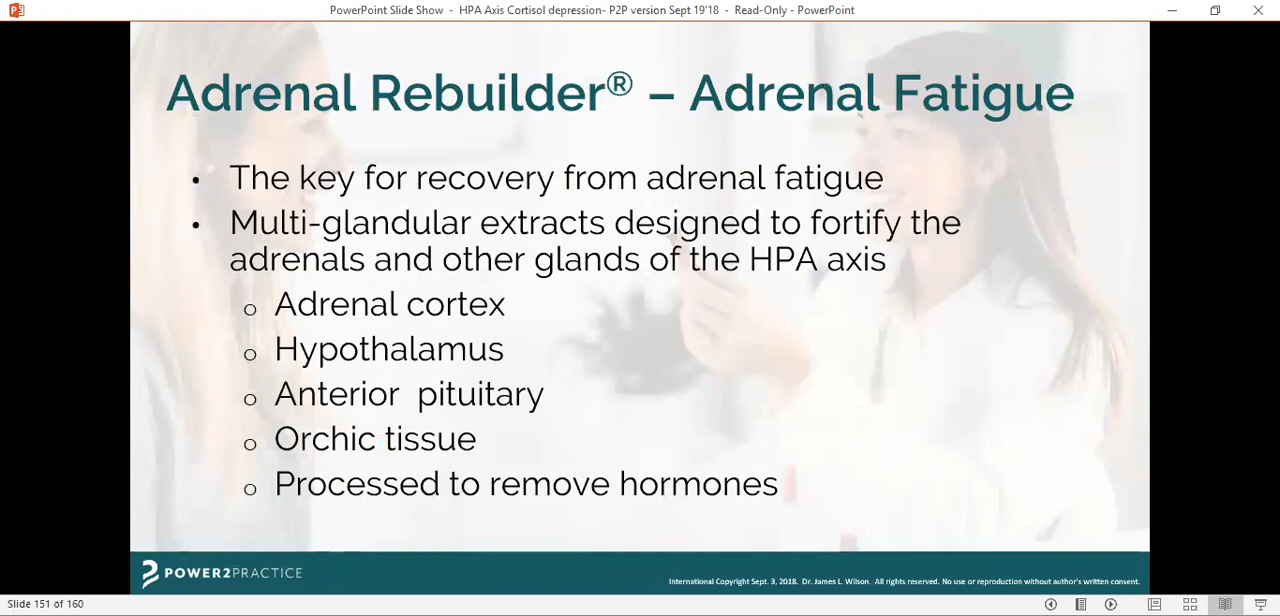 PowerPoint Slide Show - HPA Axis Cortisol depression- P2P version Sept 19'18 - Read-Only - PowerPoint
Adrenal Rebuilder® – Adrenal Fatigue
• The key for recovery from adrenal fatigue
• Multi-glandular extracts designed to fortify the
adrenals and other glands of the HPA axis
o Adrenal cortex
o Hypothalamus
o Anterior pituitary
o Orchic tissue
o Processed to remove hormones
POWER2PRACTICE
International Copyright Sept. 3, 2018. Dr. James L. Wilson. All rights reserved. No use or reproduction without author's written consent.
Slide 151 of 160